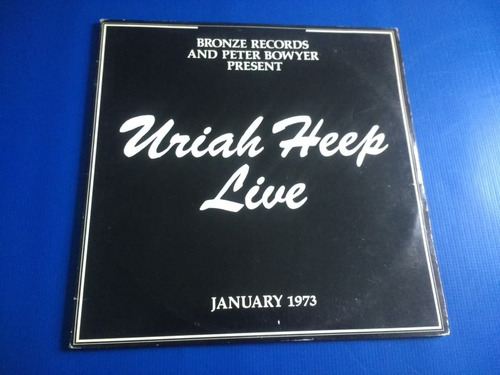 BRONZE RECORDS
AND PETER BOWYER
PRESENT
Uriah Heep
Live
JANUARY 1973